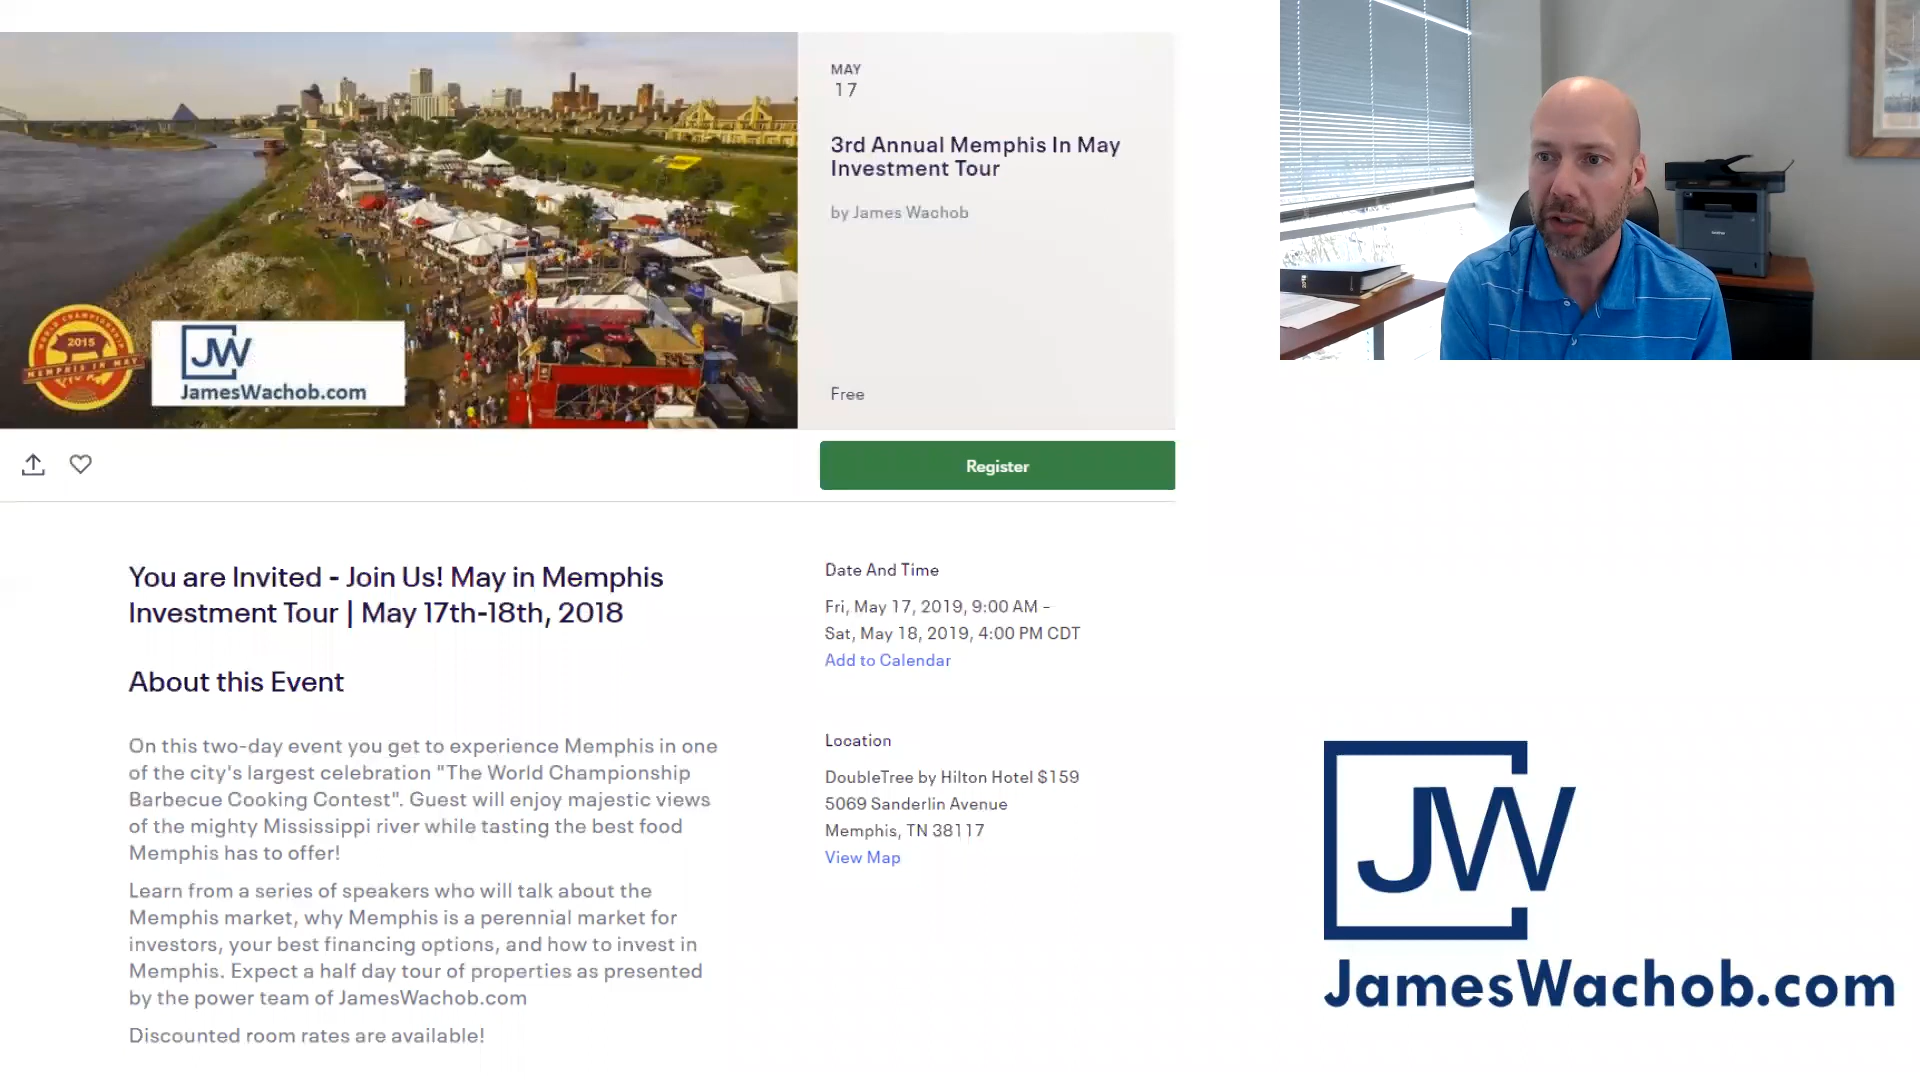 MAY
17
3rd Annual Memphis In May
Investment Tour
by James Wachob
Free
WORLD CHAMPIONSHIP
2015
MEMPHIS IN MAY
JW
JamesWachob.com
Register
You are Invited - Join Us! May in Memphis
Investment Tour | May 17th-18th, 2018
About this Event
On this two-day event you get to experience Memphis in one
of the city's largest celebration "The World Championship
Barbecue Cooking Contest". Guest will enjoy majestic views
of the mighty Mississippi river while tasting the best food
Memphis has to offer!
Learn from a series of speakers who will talk about the
Memphis market, why Memphis is a perennial market for
investors, your best financing options, and how to invest in
Memphis. Expect a half day tour of properties as presented
by the power team of JamesWachob.com
Discounted room rates are available!
Date And Time
Fri, May 17, 2019, 9:00 AM –
Sat, May 18, 2019, 4:00 PM CDT
Add to Calendar
Location
DoubleTree by Hilton Hotel $159
5069 Sanderlin Avenue
Memphis, TN 38117
View Map
JW
JamesWachob.com